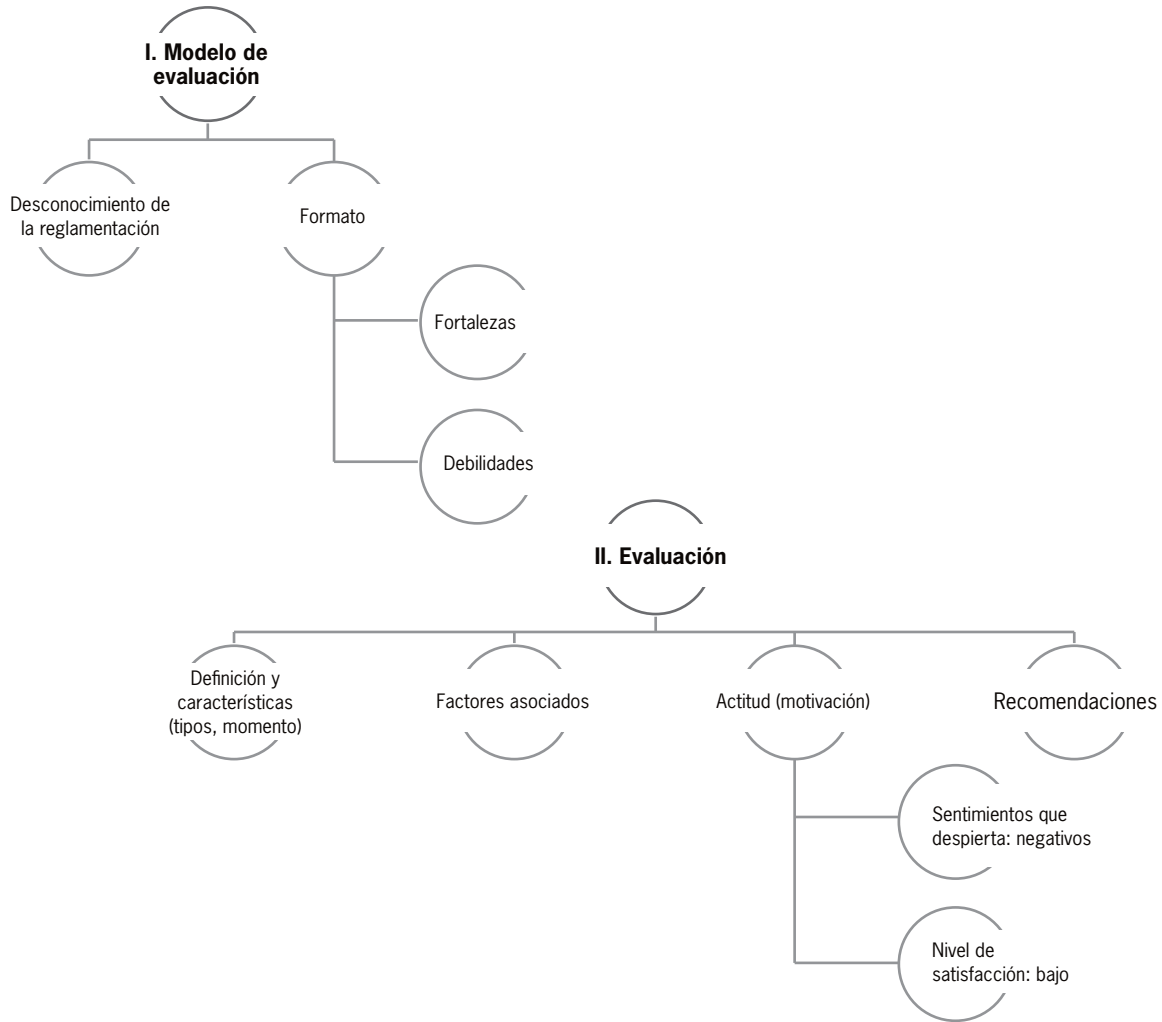 I. Modelo de
evaluación
Desconocimiento de
la reglamentación
Formato
Fortalezas
Debilidades
II. Evaluación
Definición y
características
(tipos, momento)
Factores asociados
Actitud (motivación)
Recomendaciones
Sentimientos que
despierta: negativos
Nivel de
satisfacción: bajo